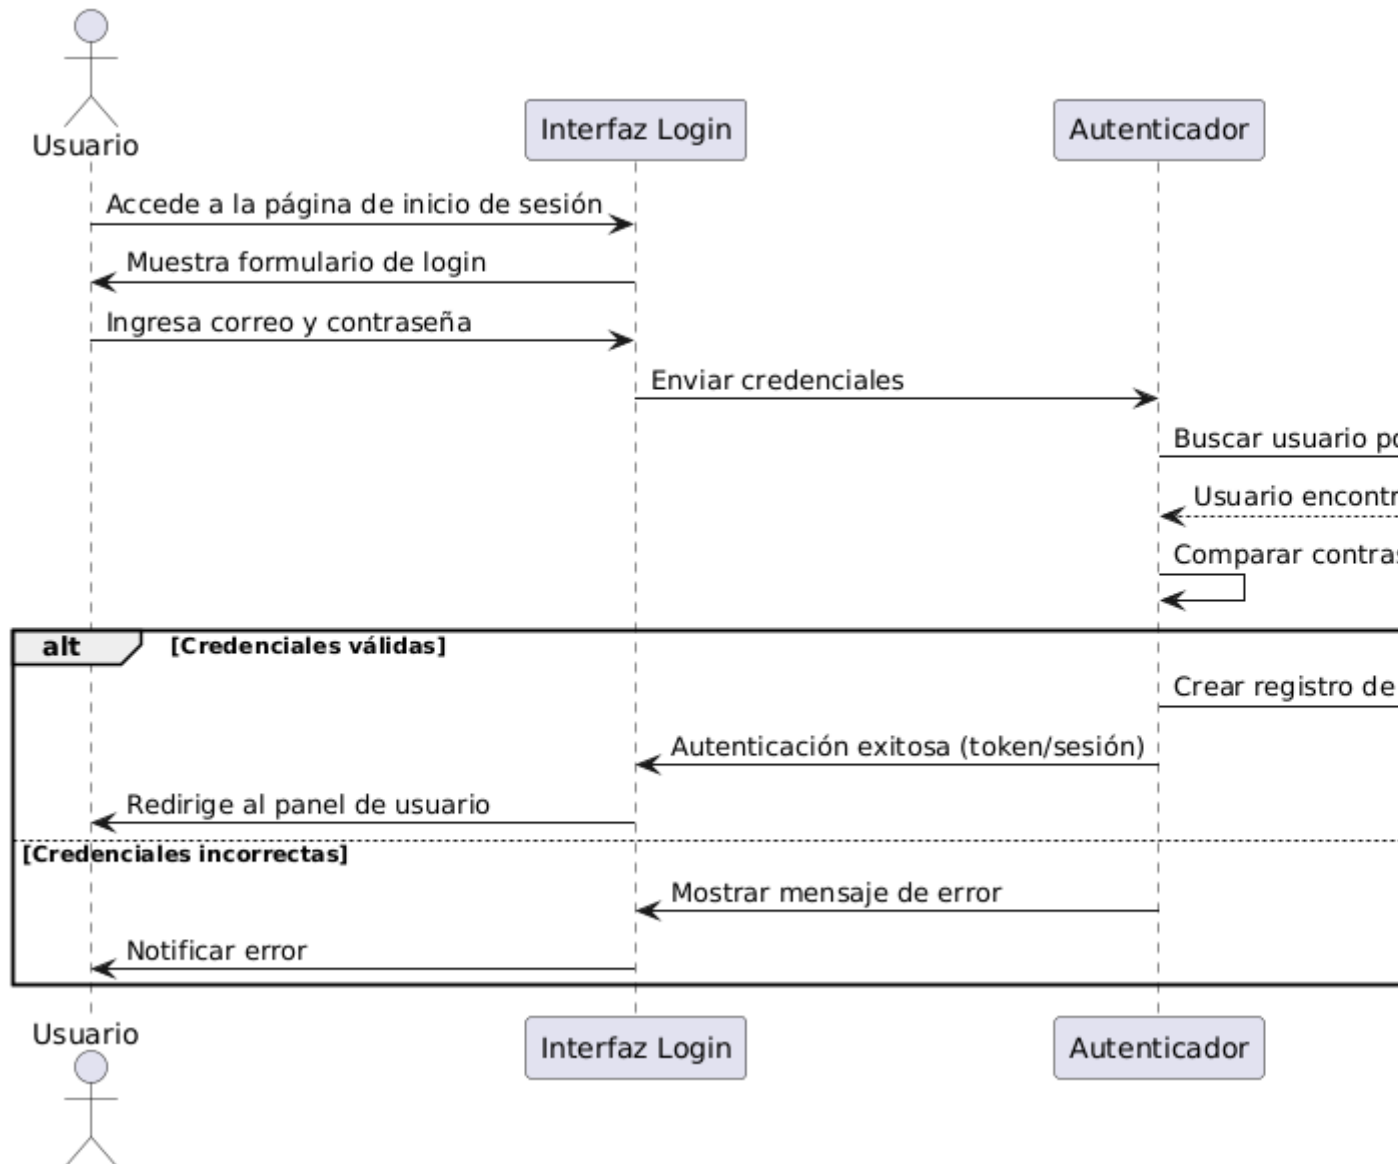 Usuario
Interfaz Login
Autenticador
Accede a la página de inicio de sesión
Muestra formulario de login
Ingresa correo y contraseña
Enviar credenciales
Buscar usuario
Usuario
Comparar
alt [Credenciales válidas]
Crear registro de
Autenticación exitosa (token/sesión)
Redirige al panel de usuario
[Credenciales incorrectas]
Mostrar mensaje de error
Notificar error
Usuario
Interfaz Login
Autenticador